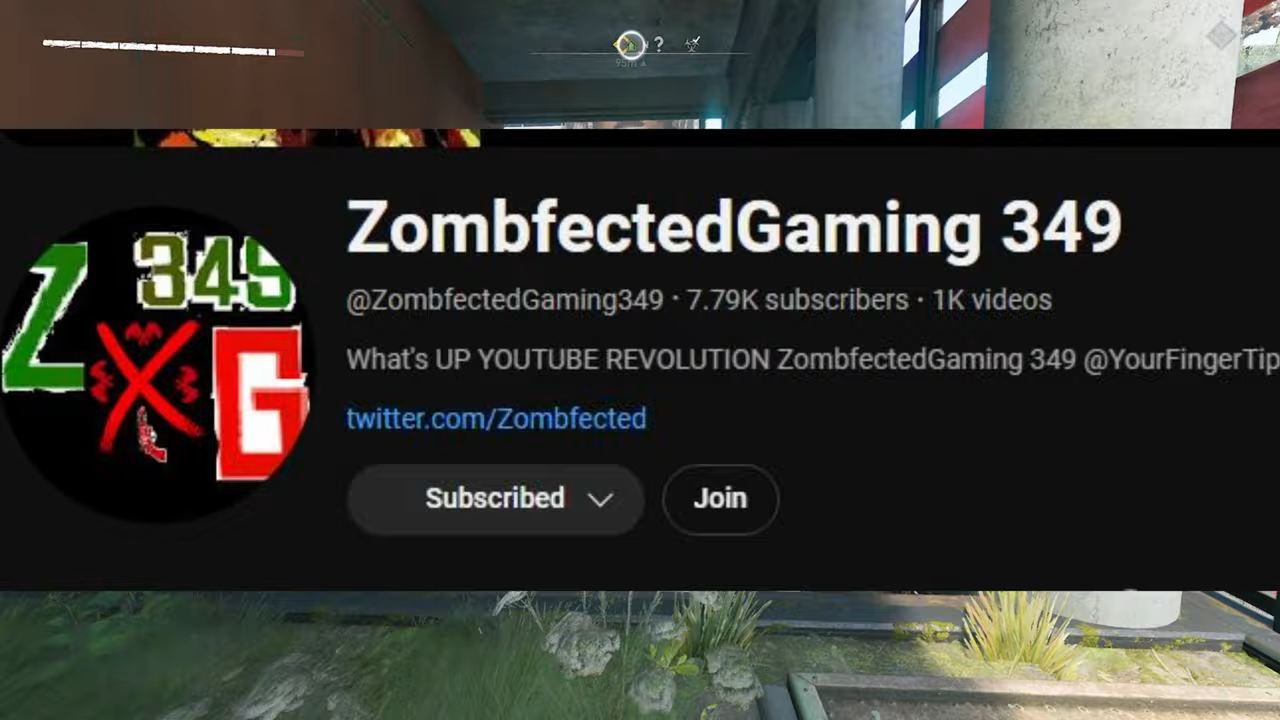 ?
95m
349
Z X G
ZombfectedGaming 349
@ZombfectedGaming349 · 7.79K subscribers · 1K videos
What's UP YOUTUBE REVOLUTION ZombfectedGaming 349 @YourFingerTip
twitter.com/Zombfected
Subscribed
Join